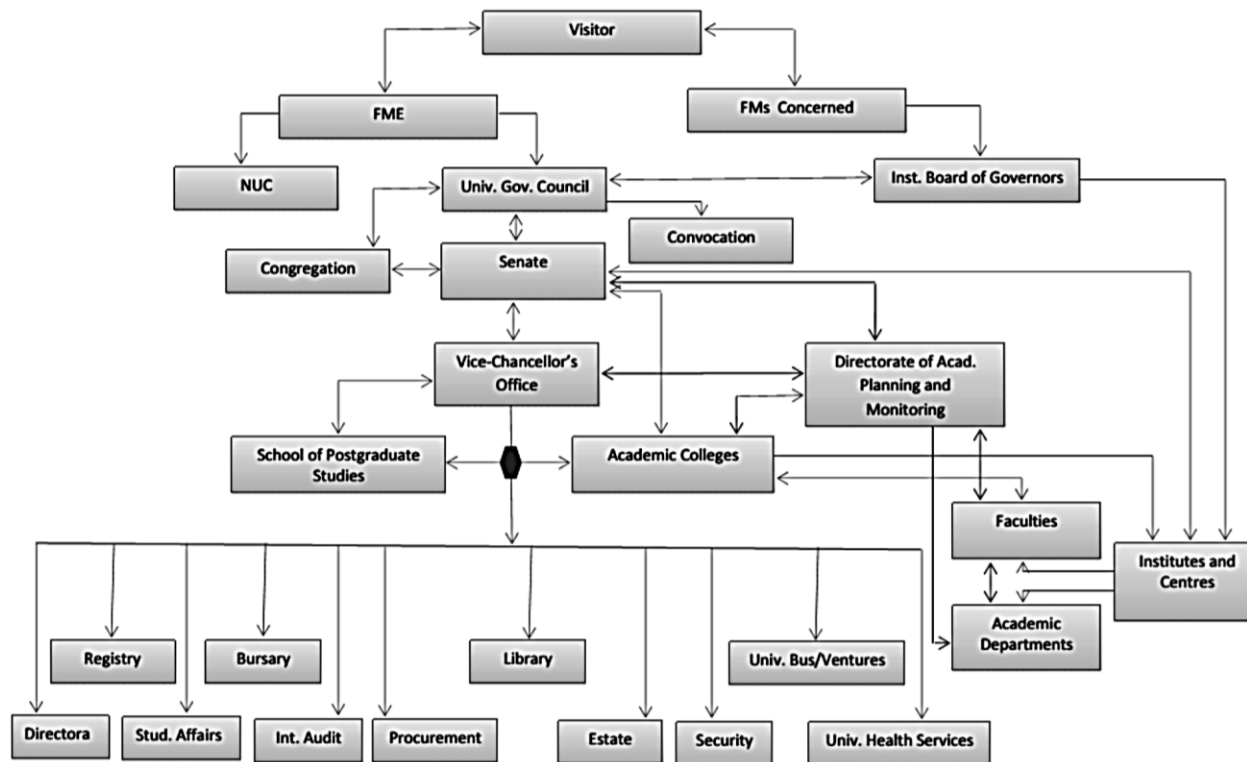 Visitor
FME
FMs Concerned
NUC
Univ. Gov. Council
Inst. Board of Governors
Convocation
Congregation
Senate
Vice-Chancellor's
Office
Directorate of Acad.
Planning and
Monitoring
School of Postgraduate
Studies
Academic Colleges
Faculties
Institutes and
Centres
Academic
Departments
Registry
Bursary
Library
Univ. Bus/Ventures
Directora
Stud. Affairs
Int. Audit
Procurement
Estate
Security
Univ. Health Services